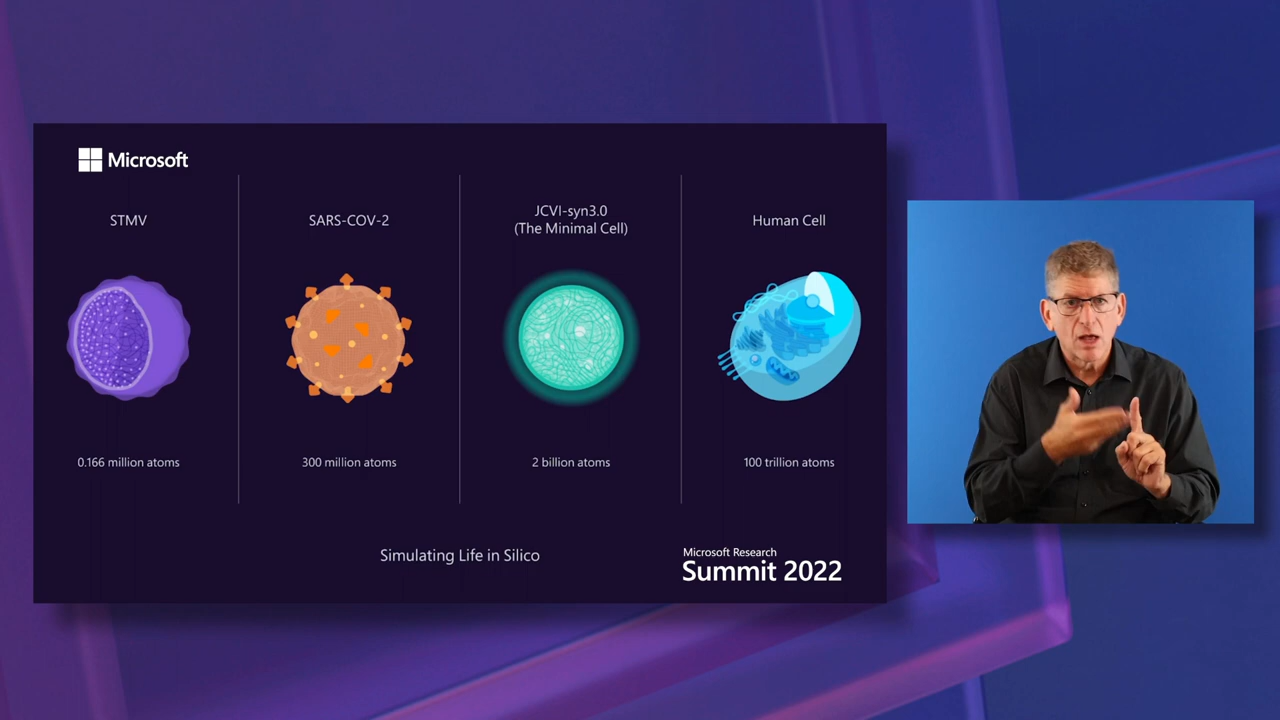 Microsoft
STMV
SARS-COV-2
JCVI-syn3.0
(The Minimal Cell)
Human Cell
0.166 million atoms
300 million atoms
2 billion atoms
100 trillion atoms
Simulating Life in Silico
Microsoft Research
Summit 2022